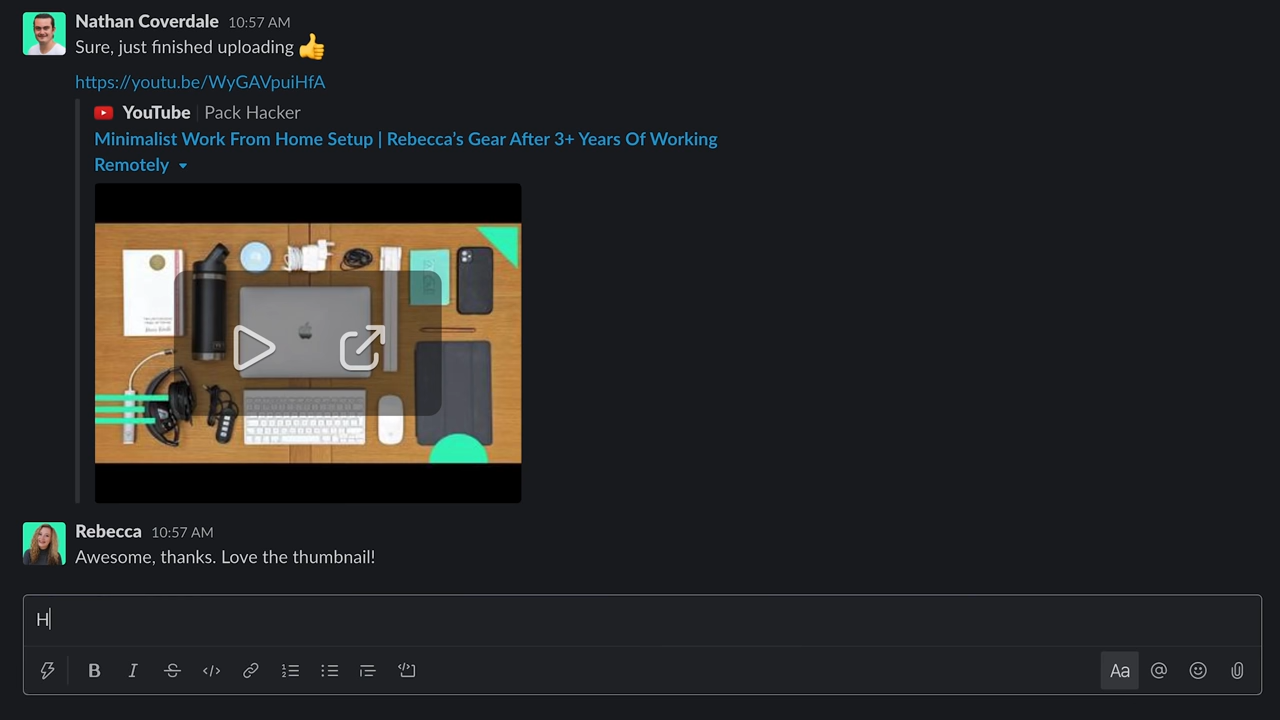 Nathan Coverdale 10:57 AM
Sure, just finished uploading 👍
https://youtu.be/WyGAVpuiHfA
YouTube | Pack Hacker
Minimalist Work From Home Setup | Rebecca’s Gear After 3+ Years Of Working
Remotely
Rebecca 10:57 AM
Awesome, thanks. Love the thumbnail!
H
B I S Aa @